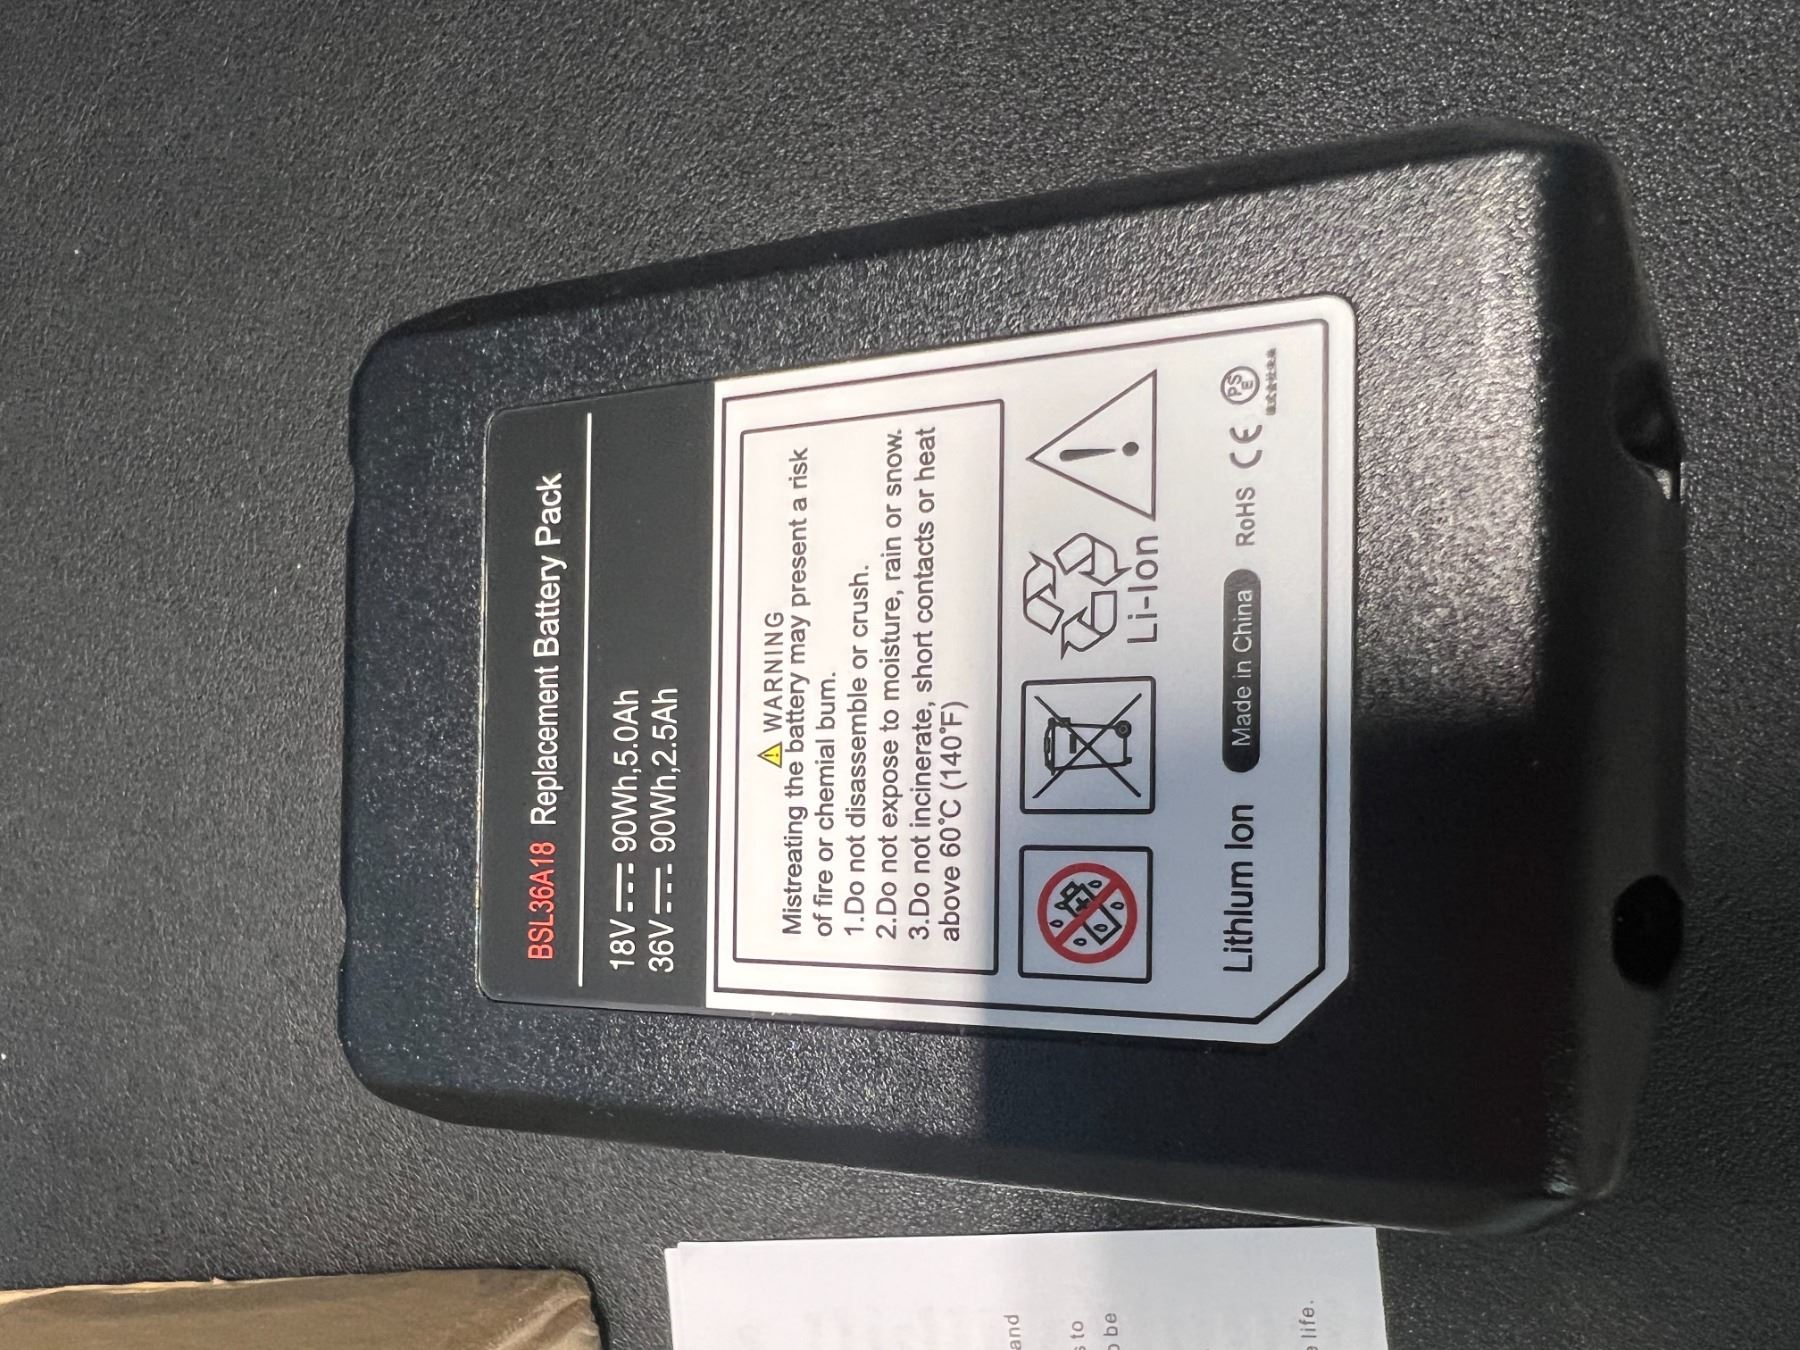 BSL36A18 Replacement Battery Pack
18V 90Wh,5.0Ah
36V 90Wh,2.5Ah
WARNING
Mistreating the battery may present a risk
of fire or chemial burn.
1.Do not disassemble or crush.
2.Do not expose to moisture, rain or snow.
3.Do not incinerate, short contacts or heat
above 60°C (140°F)
Li-Ion
Lithlum Ion Made in China RoHS CE PSE
and
to
be
life.